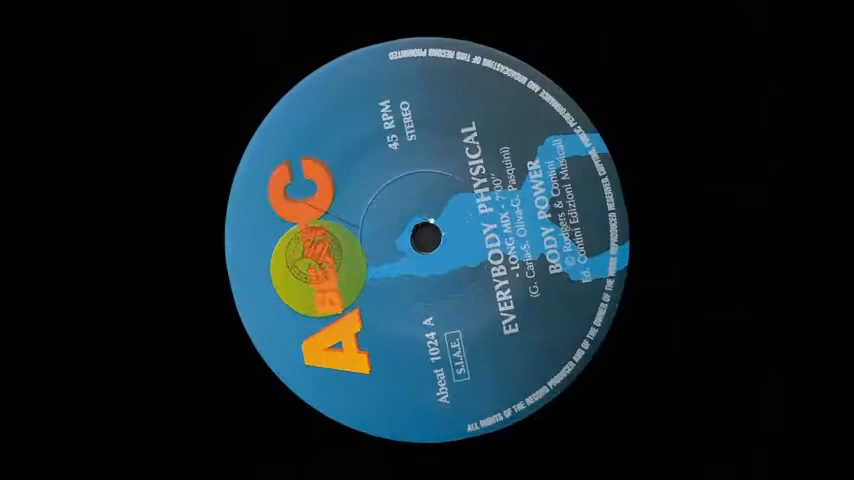 A BEAT C
Abeat 1024 A
S.I.A.E.
45 RPM
STEREO
EVERYBODY PHYSICAL
- LONG MIX - 7'00"
(G. Caria-S. Oliva-G. Pasquini)
BODY POWER
© Rodgers & Contini
Ed. Contini Edizioni Musicali
ALL RIGHTS OF THE RECORD PRODUCER AND OF THE OWNER OF THE WORK REPRODUCED RESERVED. COPYING, PUBLIC PERFORMANCE AND BROADCASTING OF THIS RECORD PROHIBITED